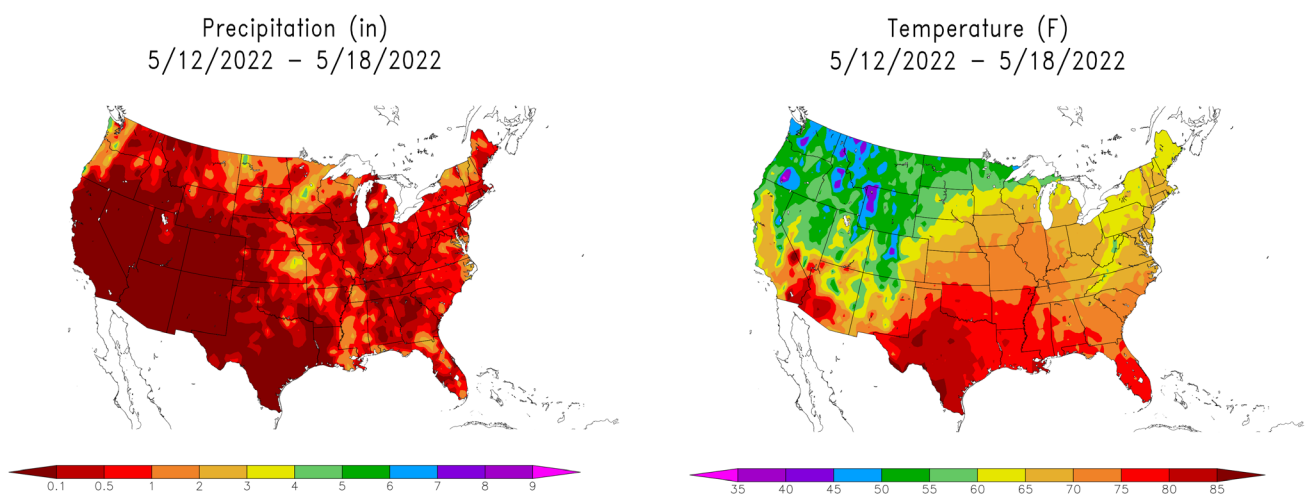 Precipitation (in)
5/12/2022 – 5/18/2022
0.1 0.5 1 2 3 4 5 6 7 8 9
Temperature (F)
5/12/2022 – 5/18/2022
35 40 45 50 55 60 65 70 75 80 85